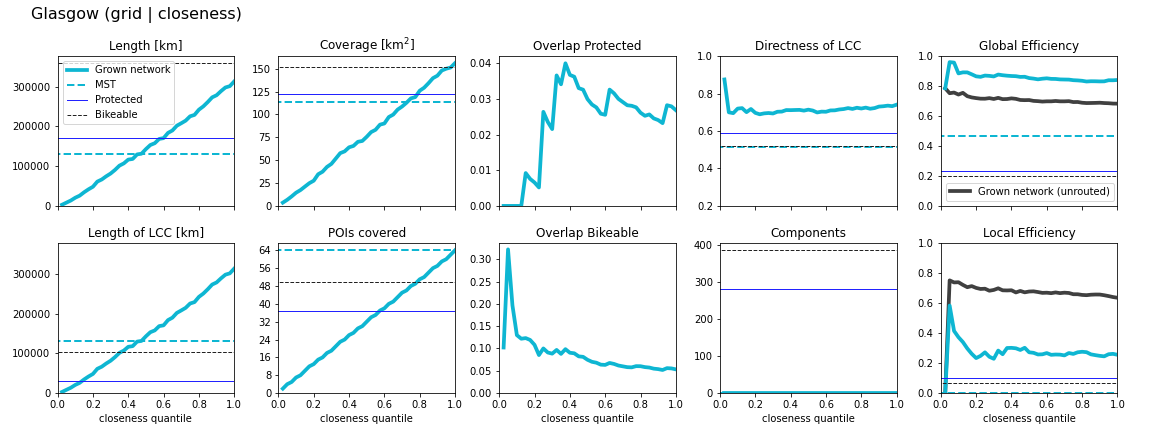 Glasgow (grid | closeness)
Length [km]
300000
200000
100000
0
Grown network
MST
Protected
Bikeable
Coverage [km²]
150
125
100
75
50
25
0
Overlap Protected
0.04
0.03
0.02
0.01
0.00
Directness of LCC
1.0
0.8
0.6
0.4
0.2
Global Efficiency
1.0
0.8
0.6
0.4
0.2
0.0
Grown network (unrouted)
Length of LCC [km]
300000
200000
100000
0
0.0 0.2 0.4 0.6 0.8 1.0
closeness quantile
POIs covered
64
56
48
40
32
24
16
8
0
0.0 0.2 0.4 0.6 0.8 1.0
closeness quantile
Overlap Bikeable
0.30
0.25
0.20
0.15
0.10
0.05
0.00
0.0 0.2 0.4 0.6 0.8 1.0
closeness quantile
Components
400
300
200
100
0
0.0 0.2 0.4 0.6 0.8 1.0
closeness quantile
Local Efficiency
1.0
0.8
0.6
0.4
0.2
0.0
0.0 0.2 0.4 0.6 0.8 1.0
closeness quantile